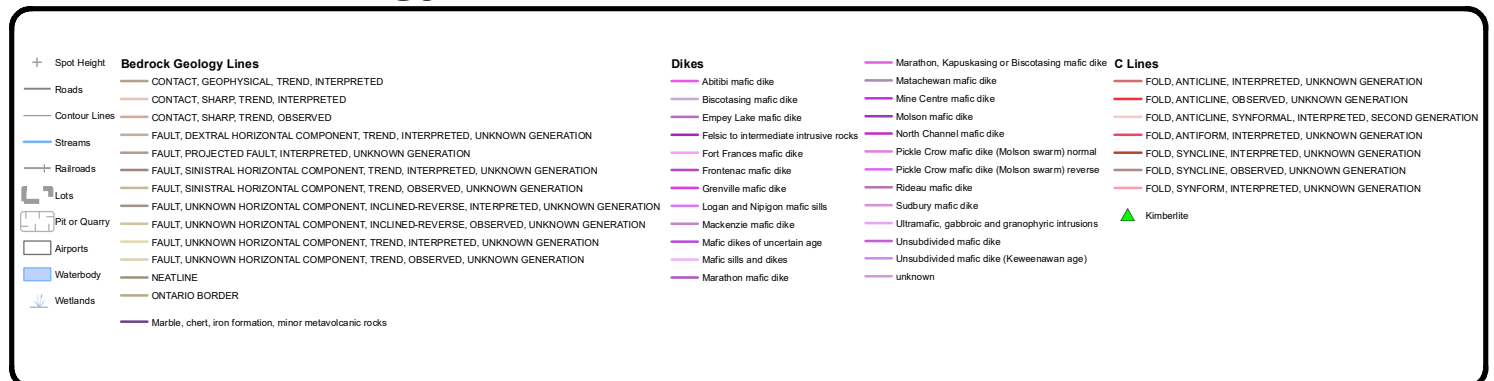 Spot Height
Roads
Contour Lines
Streams
Railroads
Lots
Pit or Quarry
Airports
Waterbody
Wetlands
Bedrock Geology Lines
CONTACT, GEOPHYSICAL, TREND, INTERPRETED
CONTACT, SHARP, TREND, INTERPRETED
CONTACT, SHARP, TREND, OBSERVED
FAULT, DEXTRAL HORIZONTAL COMPONENT, TREND, INTERPRETED, UNKNOWN GENERATION
FAULT, PROJECTED FAULT, INTERPRETED, UNKNOWN GENERATION
FAULT, SINISTRAL HORIZONTAL COMPONENT, TREND, INTERPRETED, UNKNOWN GENERATION
FAULT, SINISTRAL HORIZONTAL COMPONENT, TREND, OBSERVED, UNKNOWN GENERATION
FAULT, UNKNOWN HORIZONTAL COMPONENT, INCLINED-REVERSE, INTERPRETED, UNKNOWN GENERATION
FAULT, UNKNOWN HORIZONTAL COMPONENT, INCLINED-REVERSE, OBSERVED, UNKNOWN GENERATION
FAULT, UNKNOWN HORIZONTAL COMPONENT, TREND, INTERPRETED, UNKNOWN GENERATION
FAULT, UNKNOWN HORIZONTAL COMPONENT, TREND, OBSERVED, UNKNOWN GENERATION
NEATLINE
ONTARIO BORDER
Marble, chert, iron formation, minor metavolcanic rocks
Dikes
Abitibi mafic dike
Biscotasing mafic dike
Empey Lake mafic dike
Felsic to intermediate intrusive rocks
Fort Frances mafic dike
Frontenac mafic dike
Grenville mafic dike
Logan and Nipigon mafic sills
Mackenzie mafic dike
Mafic dikes of uncertain age
Mafic sills and dikes
Marathon mafic dike
Marathon, Kapuskasing or Biscotasing mafic dike
Matachewan mafic dike
Mine Centre mafic dike
Molson mafic dike
North Channel mafic dike
Pickle Crow mafic dike (Molson swarm) normal
Pickle Crow mafic dike (Molson swarm) reverse
Rideau mafic dike
Sudbury mafic dike
Ultramafic, gabbroic and granophyric intrusions
Unsubdivided mafic dike
Unsubdivided mafic dike (Keweenawan age)
unknown
C Lines
FOLD, ANTICLINE, INTERPRETED, UNKNOWN GENERATION
FOLD, ANTICLINE, OBSERVED, UNKNOWN GENERATION
FOLD, ANTICLINE, SYNFORMAL, INTERPRETED, SECOND GENERATION
FOLD, ANTIFORM, INTERPRETED, UNKNOWN GENERATION
FOLD, SYNCLINE, INTERPRETED, UNKNOWN GENERATION
FOLD, SYNCLINE, OBSERVED, UNKNOWN GENERATION
FOLD, SYNFORM, INTERPRETED, UNKNOWN GENERATION
Kimberlite